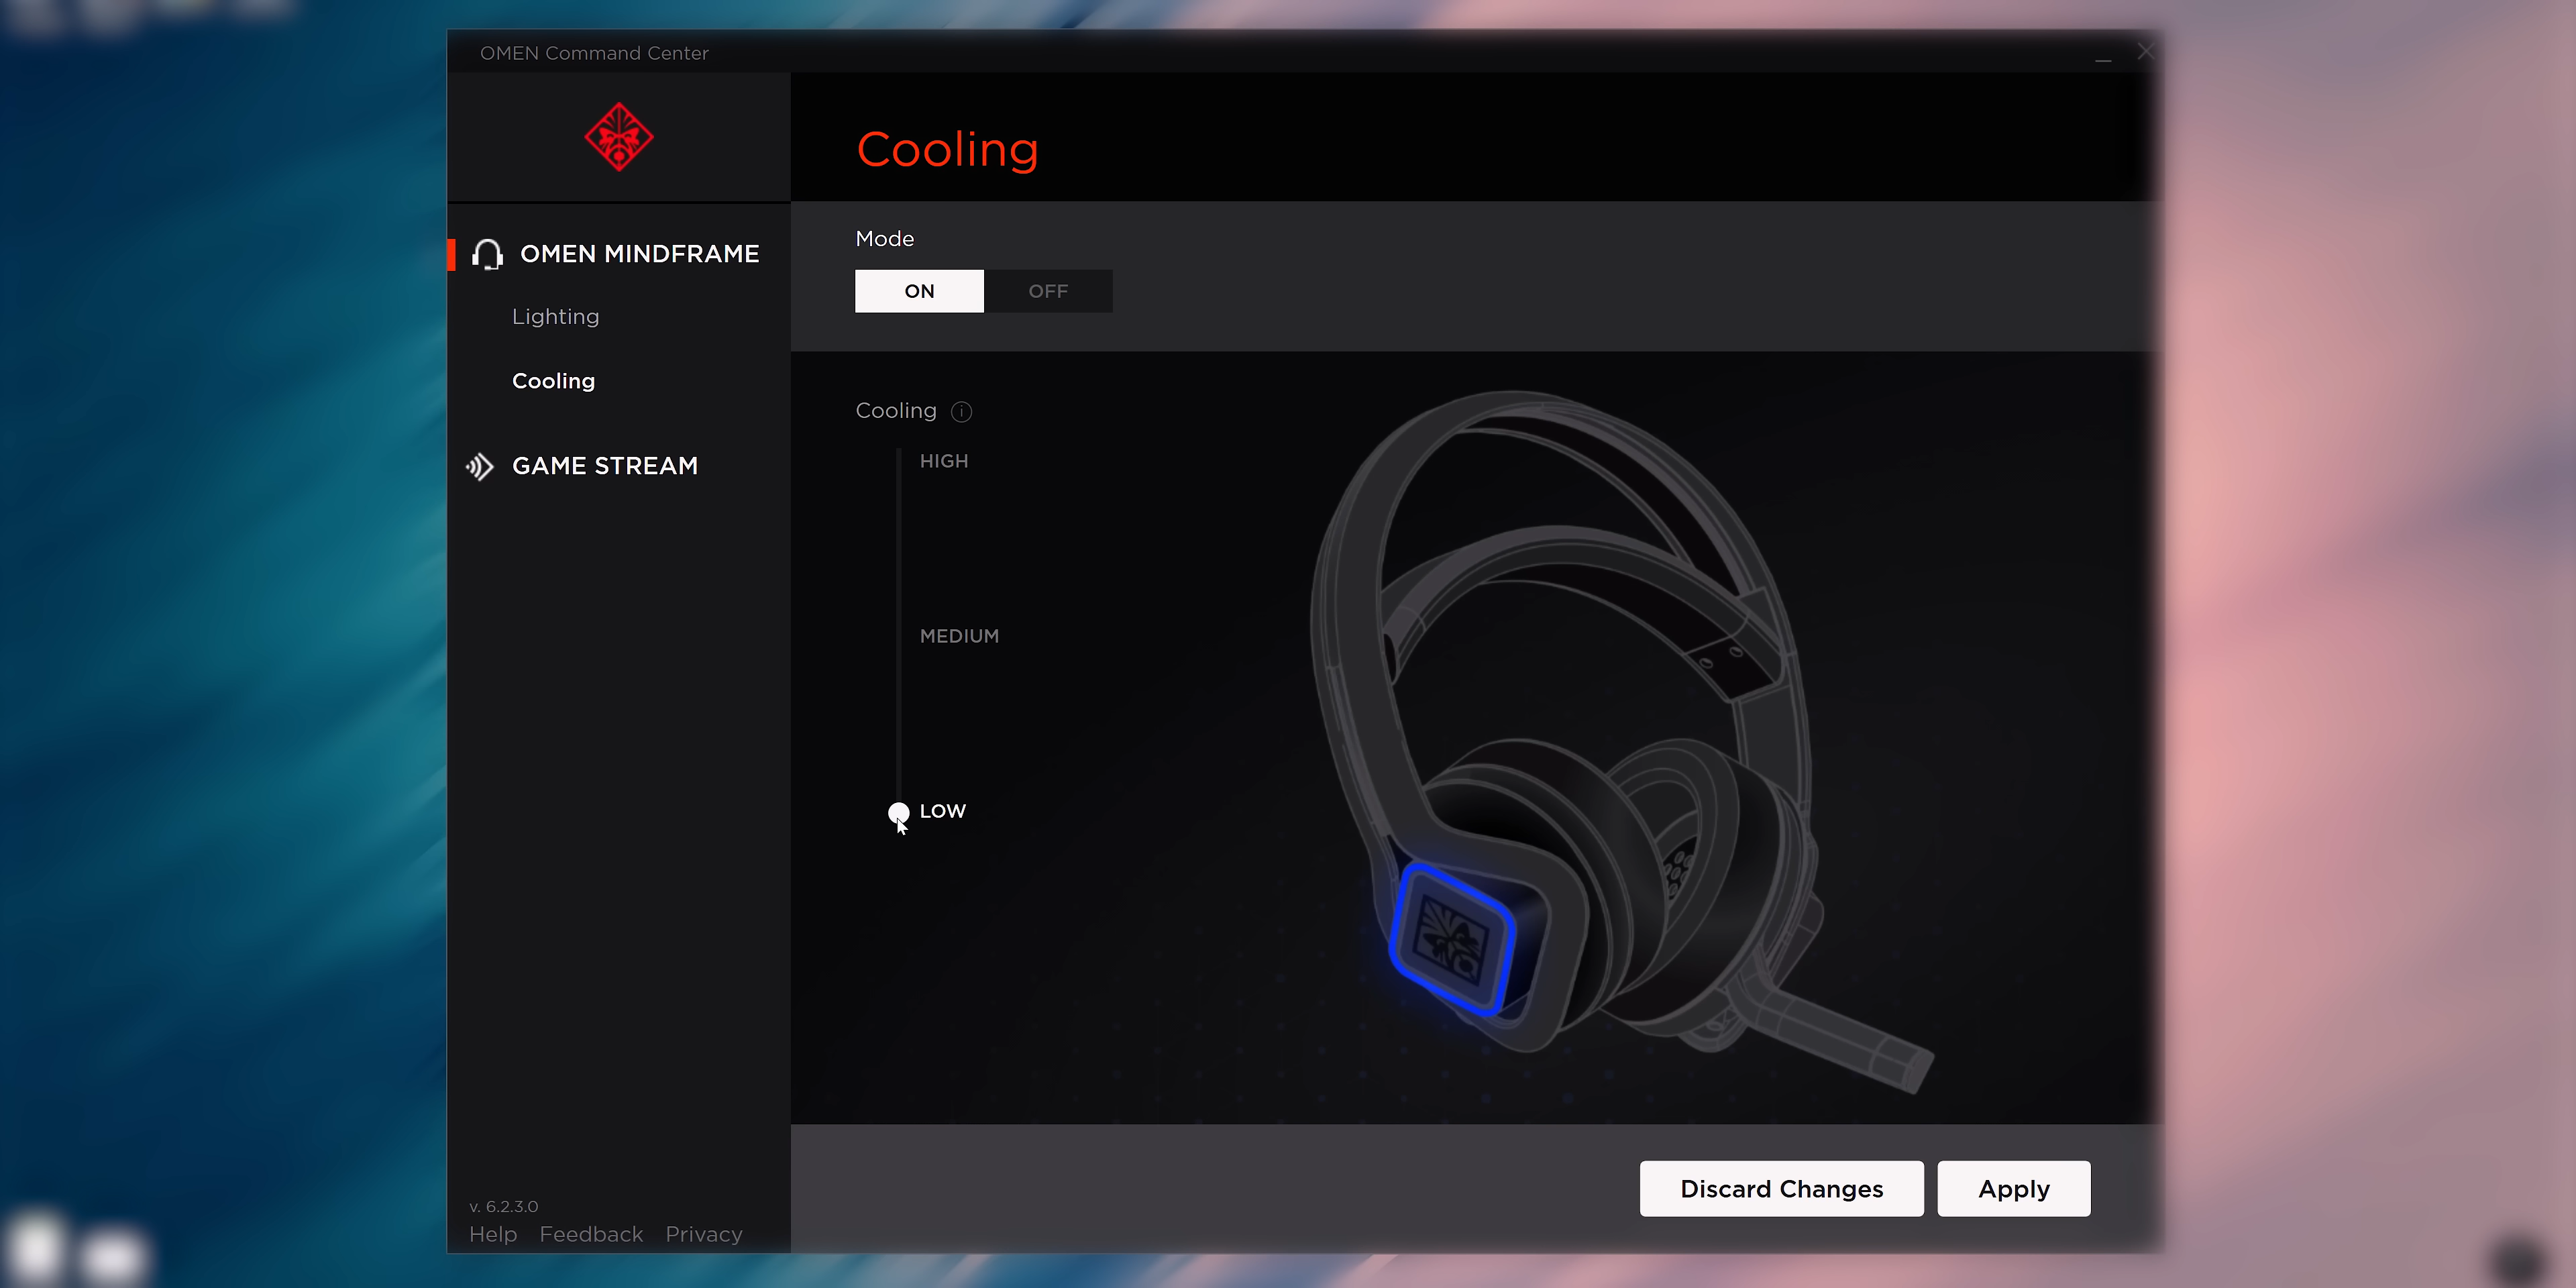 OMEN Command Center
Cooling
OMEN MINDFRAME
Lighting
Cooling
GAME STREAM
Mode
ON OFF
Cooling i
HIGH
MEDIUM
LOW
Discard Changes Apply
v. 6.2.3.0
Help Feedback Privacy